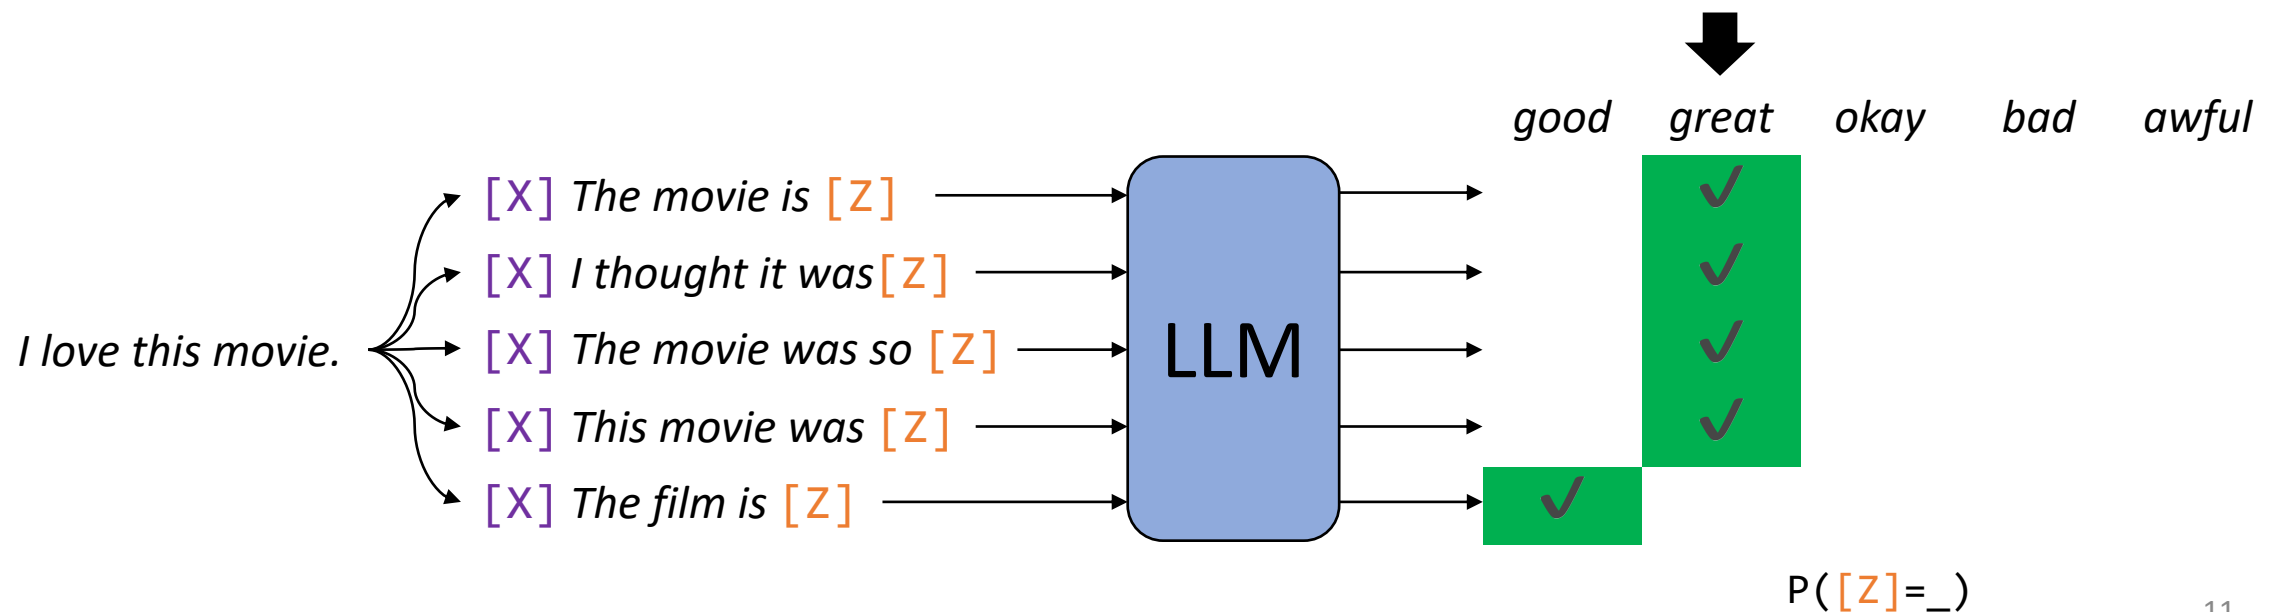 good great okay bad awful
[X] The movie is [Z]
[X] I thought it was[Z]
I love this movie.
[X] The movie was so [Z]
LLM
[X] This movie was [Z]
[X] The film is [Z]
P([Z]=_)
11